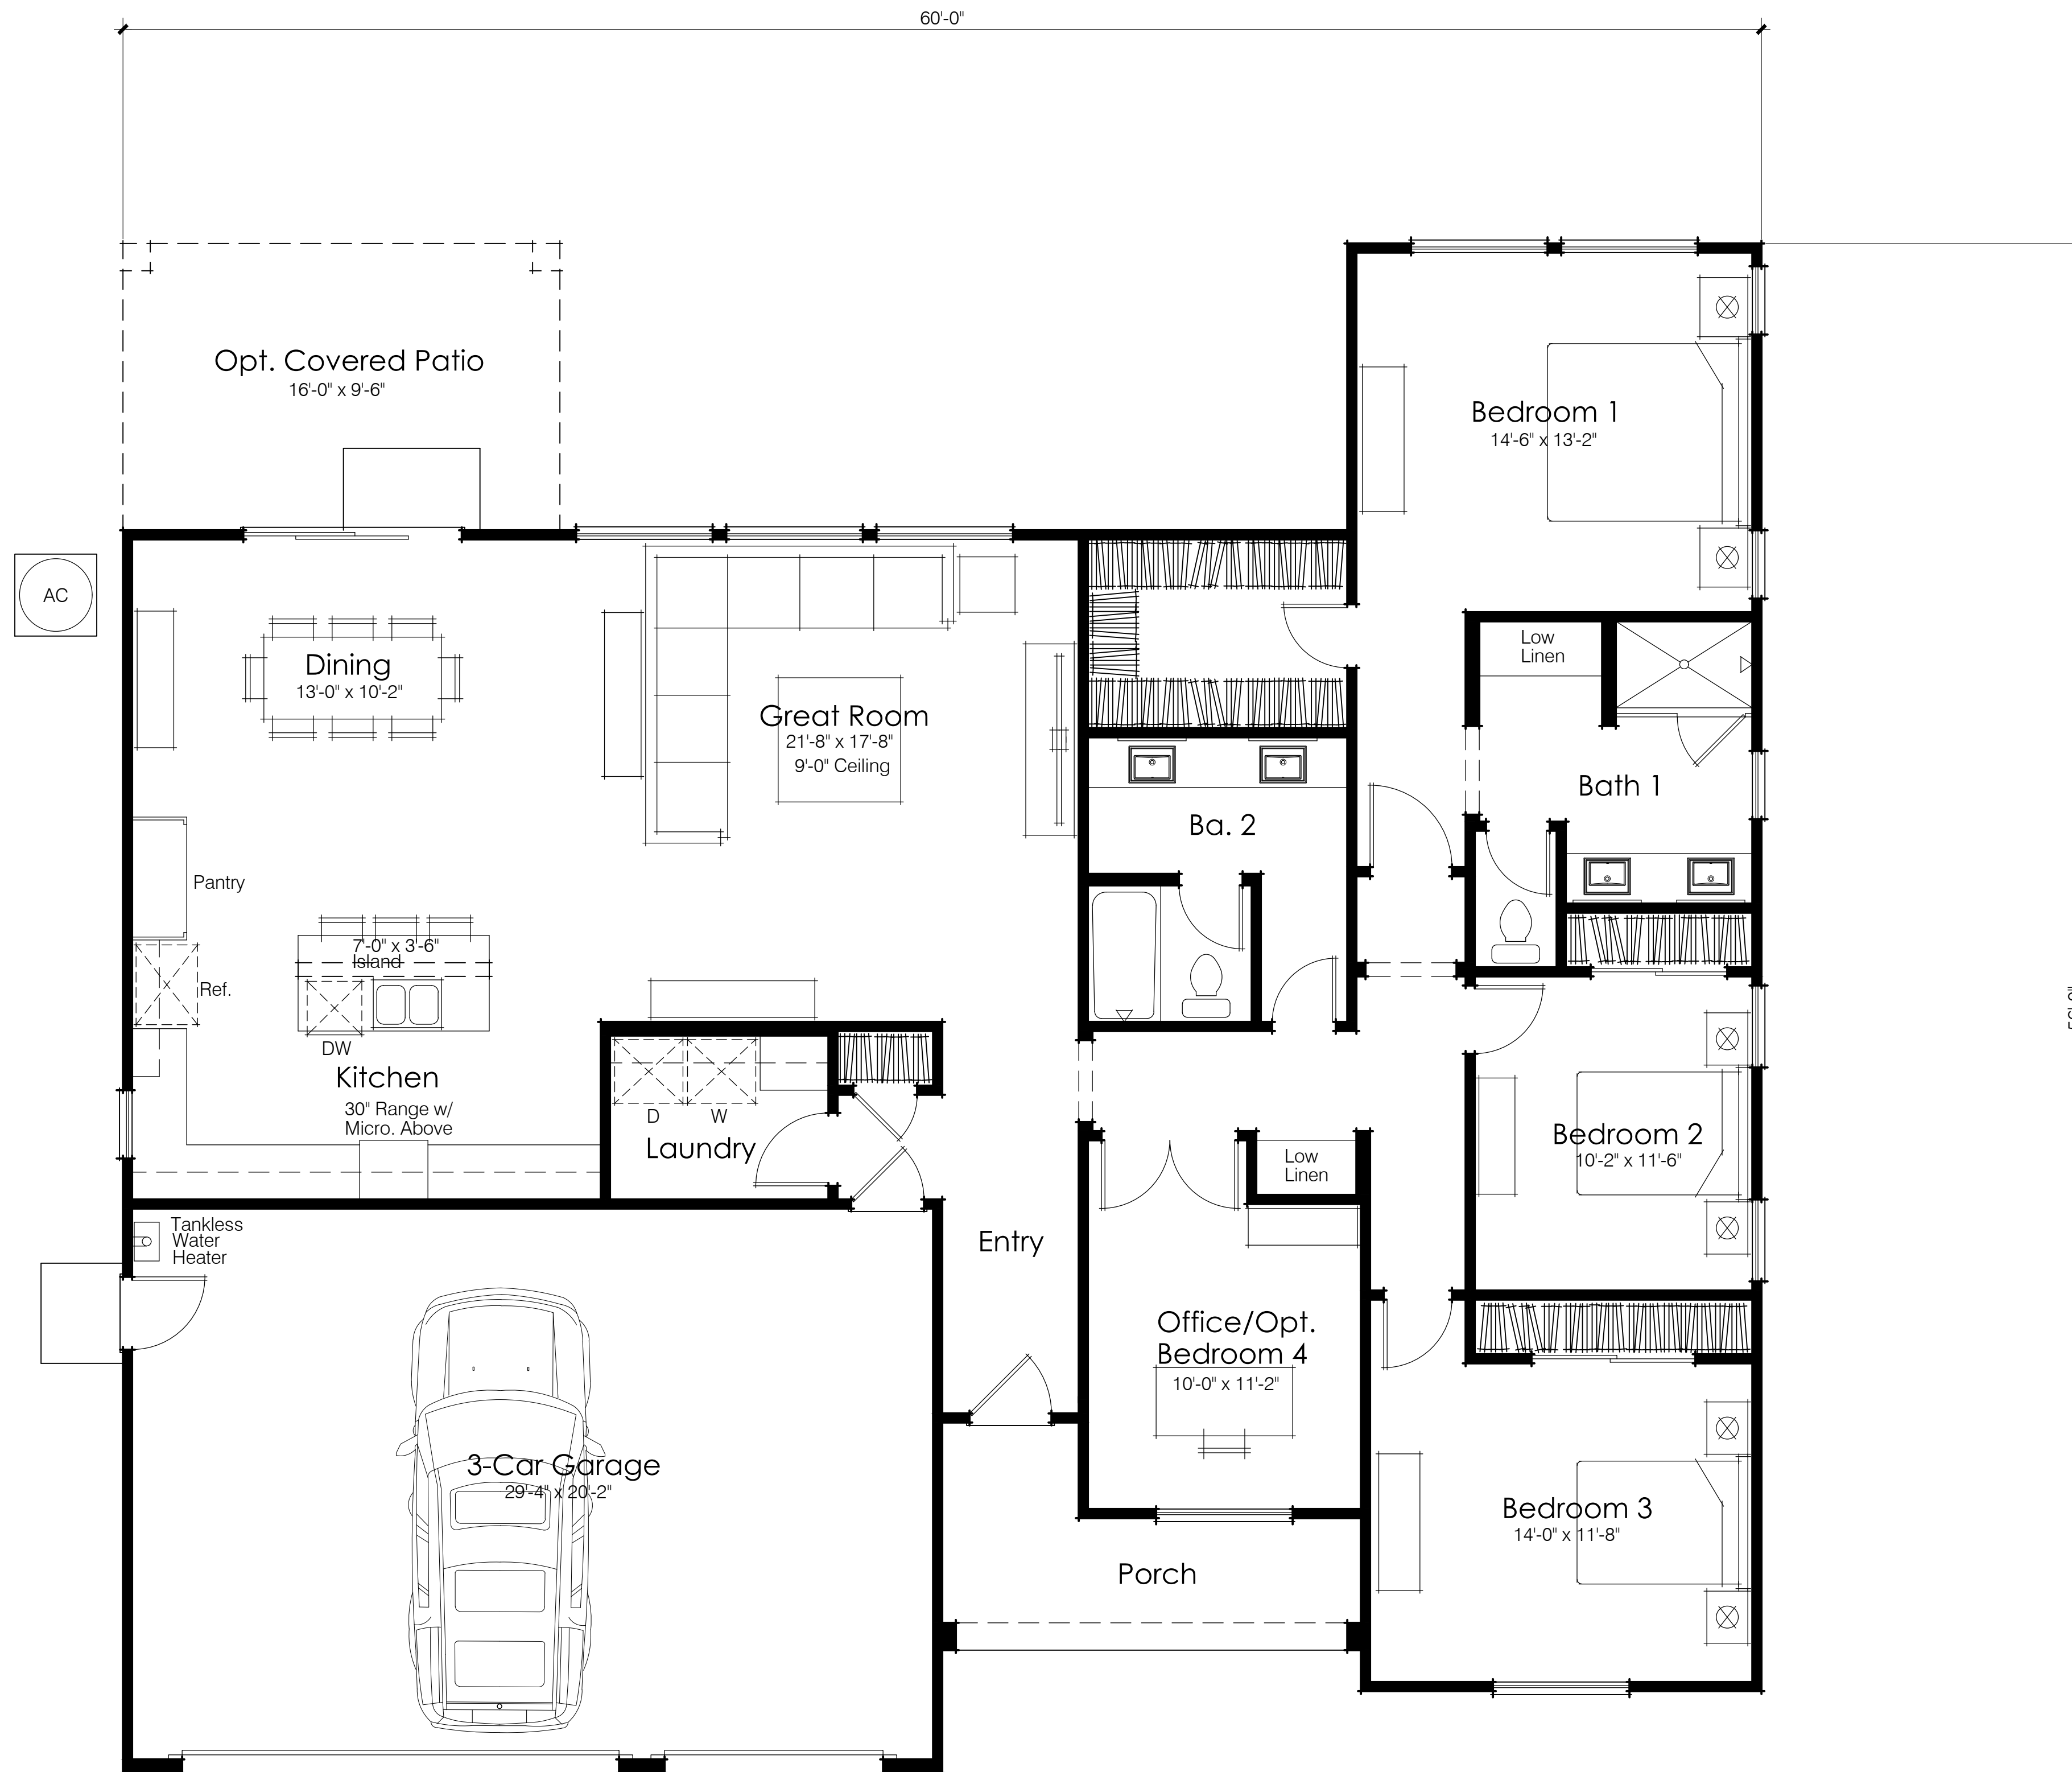 60'-0"
Opt. Covered Patio
16'-0" x 9'-6"
Bedroom 1
14'-6" x 13'-2"
AC
Dining
13'-0" x 10'-2"
Great Room
21'-8" x 17'-8"
9'-0" Ceiling
Low
Linen
Bath 1
Ba. 2
Pantry
7'-0" x 3'-6"
Island
Ref.
DW
Kitchen
30" Range w/
Micro. Above
D
W
Laundry
Bedroom 2
10'-2" x 11'-6"
Low
Linen
Tankless
Water
Heater
Entry
Office/Opt.
Bedroom 4
10'-0" x 11'-2"
3-Car Garage
29'-4" x 20'-2"
Bedroom 3
14'-0" x 11'-8"
Porch